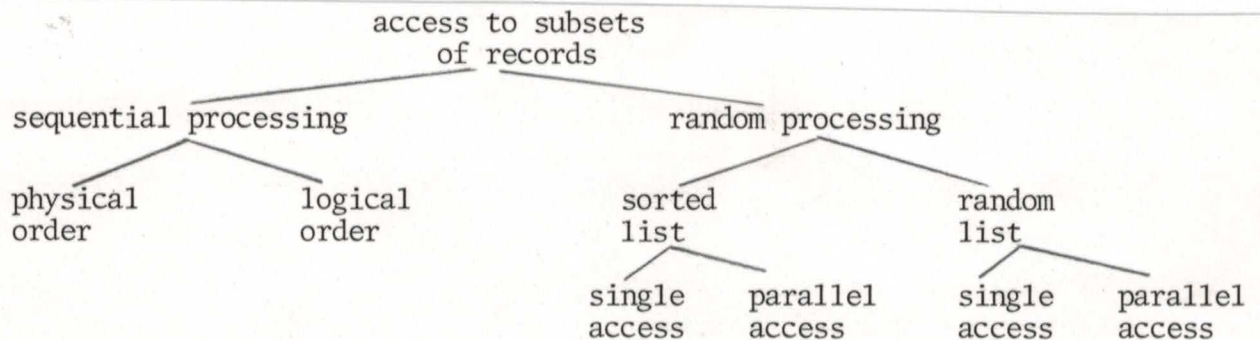 access to subsets
of records
sequential processing
random processing
physical
order
logical
order
sorted
list
random
list
single
access
parallel
access
single
access
parallel
access